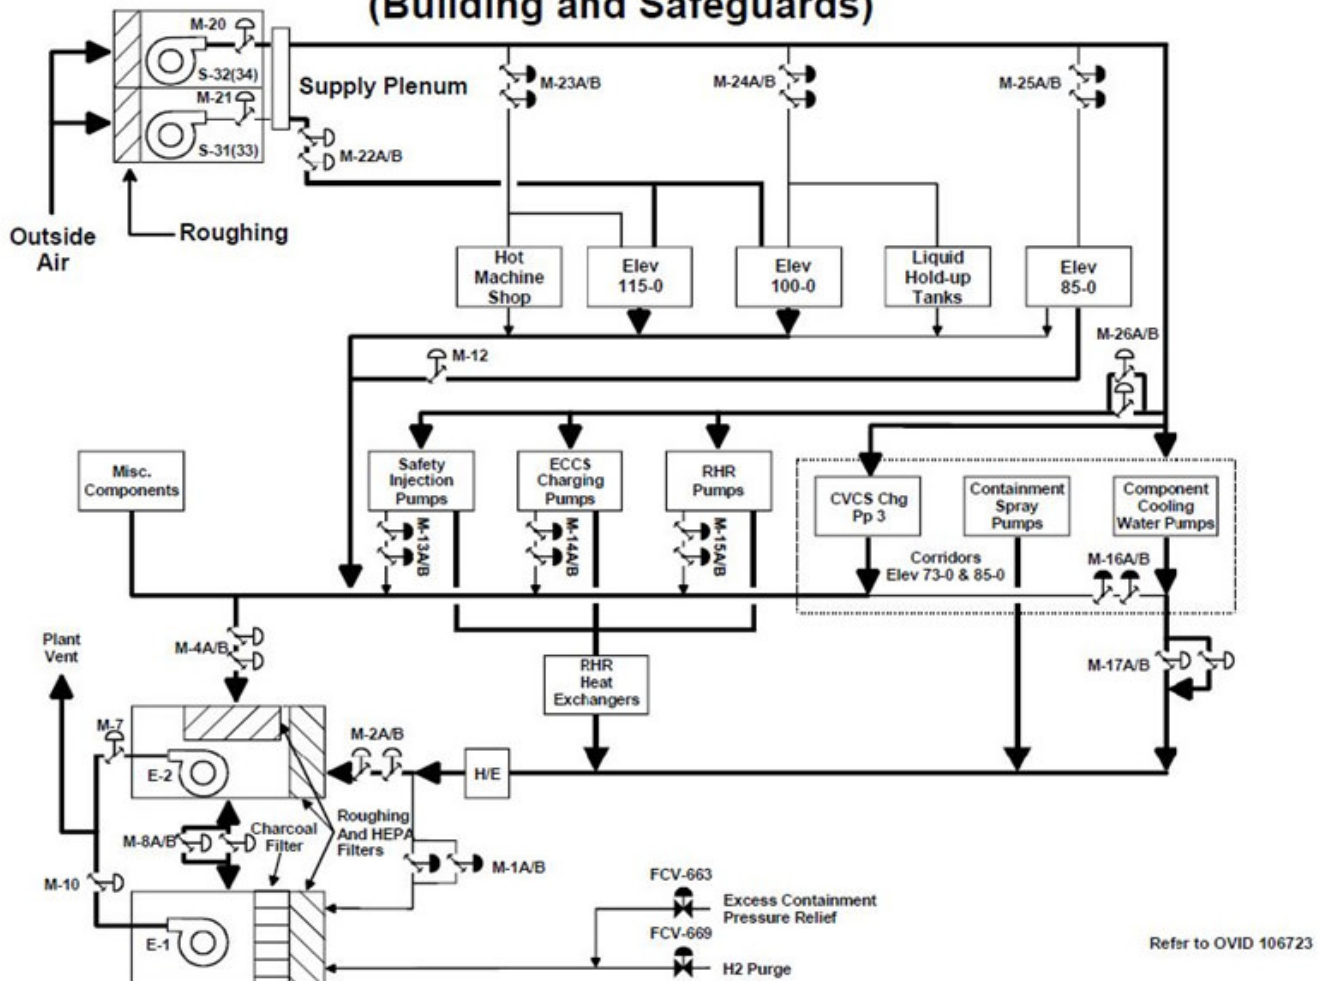 (Building and Safeguards)
M-20
S-32(34)
M-21
S-31(33)
Supply Plenum
M-22A/B
M-23A/B
M-24A/B
M-25A/B
Outside
Air
Roughing
Hot
Machine
Shop
Elev
115-0
Elev
100-0
Liquid
Hold-up
Tanks
Elev
85-0
M-12
M-26A/B
Misc.
Components
Safety
Injection
Pumps
ECCS
Charging
Pumps
RHR
Pumps
CVCS Chg
Pp 3
Containment
Spray
Pumps
Component
Cooling
Water Pumps
M-13A/B
M-14A/B
M-15A/B
Corridors
Elev 73-0 & 85-0
M-16A/B
Plant
Vent
M-4A/B
RHR
Heat
Exchangers
M-17A/B
M-7
E-2
M-2A/B
H/E
M-8A/B
Charcoal
Filter
Roughing
And HEPA
Filters
M-1A/B
M-10
E-1
FCV-663
Excess Containment
Pressure Relief
FCV-669
H2 Purge
Refer to OVID 106723